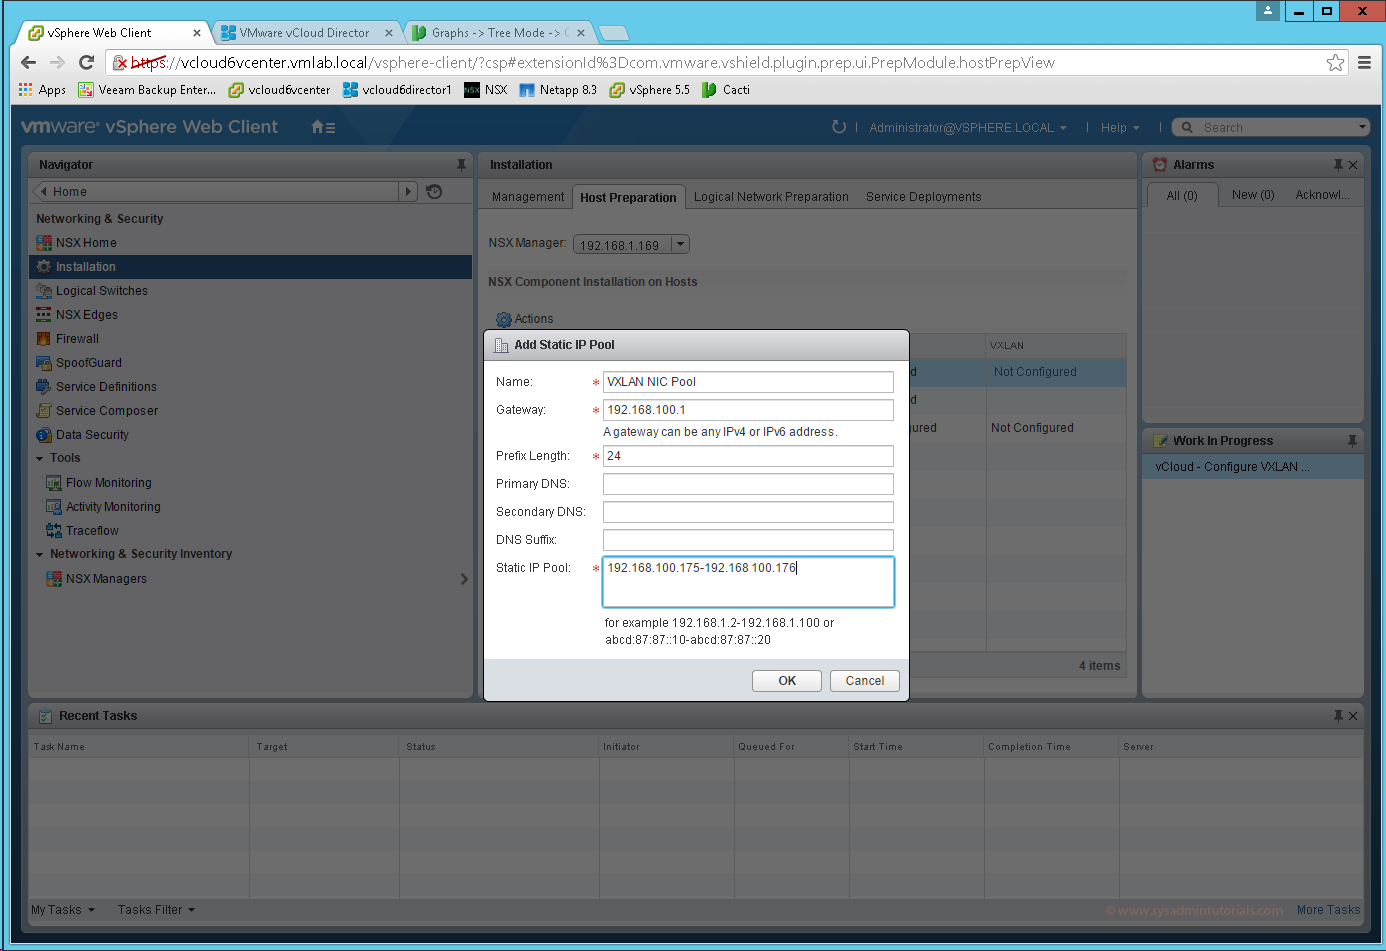 vSphere Web Client
VMware vCloud Director
Graphs -> Tree Mode ->
https://vcloud6vcenter.vmlab.local/vsphere-client/?csp#extensionId%3Dcom.vmware.vshield.plugin.prep.ui.PrepModule.hostPrepView
Apps
Veeam Backup Enter...
vcloud6vcenter
vcloud6director1
NSX
NSX
Netapp 8.3
vSphere 5.5
Cacti
vmware® vSphere Web Client
Administrator@VSPHERE.LOCAL
Help
Search
Navigator
Home
Networking & Security
NSX Home
Installation
Logical Switches
NSX Edges
Firewall
SpoofGuard
Service Definitions
Service Composer
Data Security
Tools
Flow Monitoring
Activity Monitoring
Traceflow
Networking & Security Inventory
NSX Managers
Installation
Management
Host Preparation
Logical Network Preparation
Service Deployments
NSX Manager:
192.168.1.169
NSX Component Installation on Hosts
Actions
VXLAN
Not Configured
Not Configured
4 items
Add Static IP Pool
Name: * VXLAN NIC Pool
Gateway: * 192.168.100.1
A gateway can be any IPv4 or IPv6 address.
Prefix Length: * 24
Primary DNS:
Secondary DNS:
DNS Suffix:
Static IP Pool: * 192.168.100.175-192.168.100.176
for example 192.168.1.2-192.168.1.100 or
abcd:87:87::10-abcd:87:87::20
OK
Cancel
Alarms
All (0)
New (0)
Acknowl...
Work In Progress
vCloud - Configure VXLAN ...
Recent Tasks
Task Name
Target
Status
Initiator
Queued For
Start Time
Completion Time
Server
My Tasks
Tasks Filter
© www.sysadmintutorials.com
More Tasks